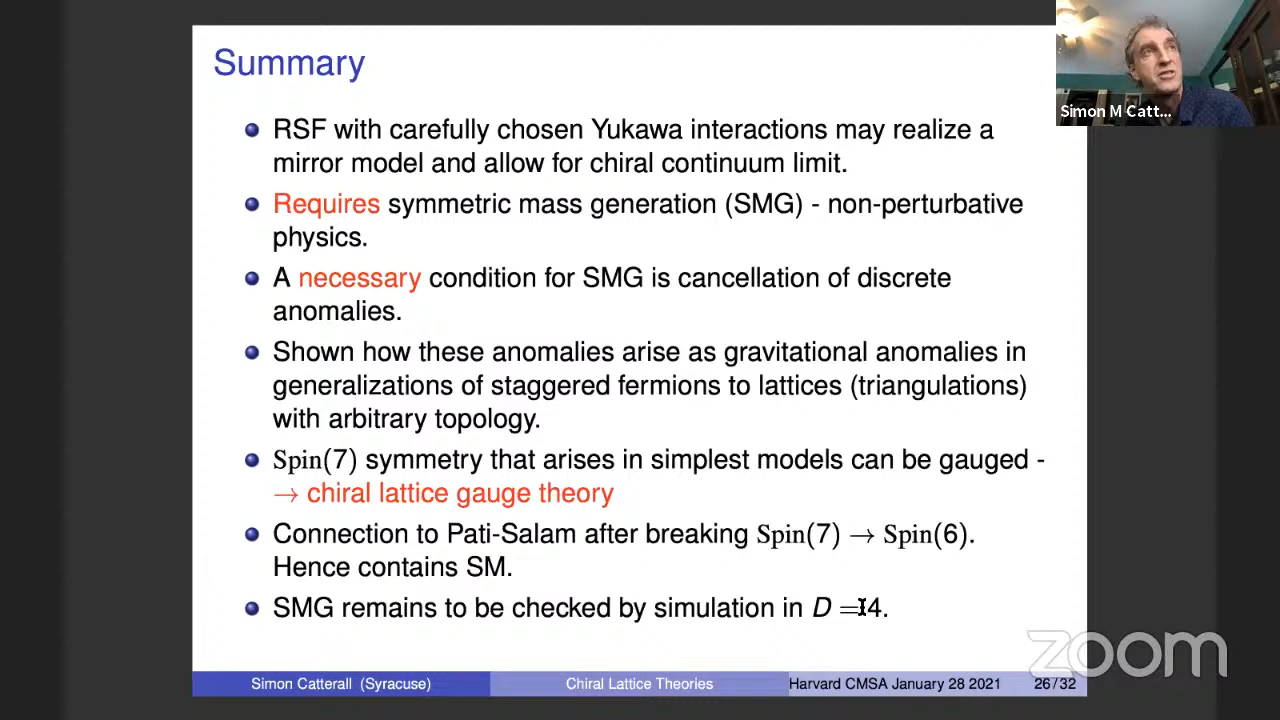 Summary
RSF with carefully chosen Yukawa interactions may realize a
mirror model and allow for chiral continuum limit.
Requires symmetric mass generation (SMG) - non-perturbative
physics.
A necessary condition for SMG is cancellation of discrete
anomalies.
Shown how these anomalies arise as gravitational anomalies in
generalizations of staggered fermions to lattices (triangulations)
with arbitrary topology.
Spin(7) symmetry that arises in simplest models can be gauged -
→ chiral lattice gauge theory
Connection to Pati-Salam after breaking Spin(7) → Spin(6).
Hence contains SM.
SMG remains to be checked by simulation in D = 4.
Simon M Catt...
zoom
Simon Catterall (Syracuse)
Chiral Lattice Theories
Harvard CMSA January 28 2021
26/32